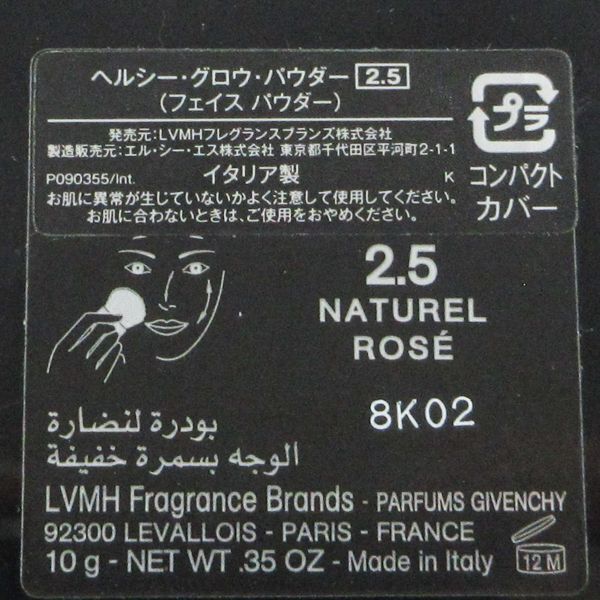 ヘルシー・グロウ・パウダー 2.5
(フェイス パウダー)
発売元:LVMHフレグランスブランズ株式会社
製造販売元:エル・シー・エス株式会社 東京都千代田区平河町2-1-1
P090355/Int. イタリア製 K
お肌に異常が生じていないかよく注意して使用してください。
お肌に合わないときは、ご使用をおやめください。
プラ
コンパクト
カバー
2.5
NATUREL
ROSÉ
8K02
بودرة لنضارة
الوجه بسمرة خفيفة
LVMH Fragrance Brands - PARFUMS GIVENCHY
92300 LEVALLOIS - PARIS - FRANCE
10 g - NET WT .35 OZ - Made in Italy
12 M